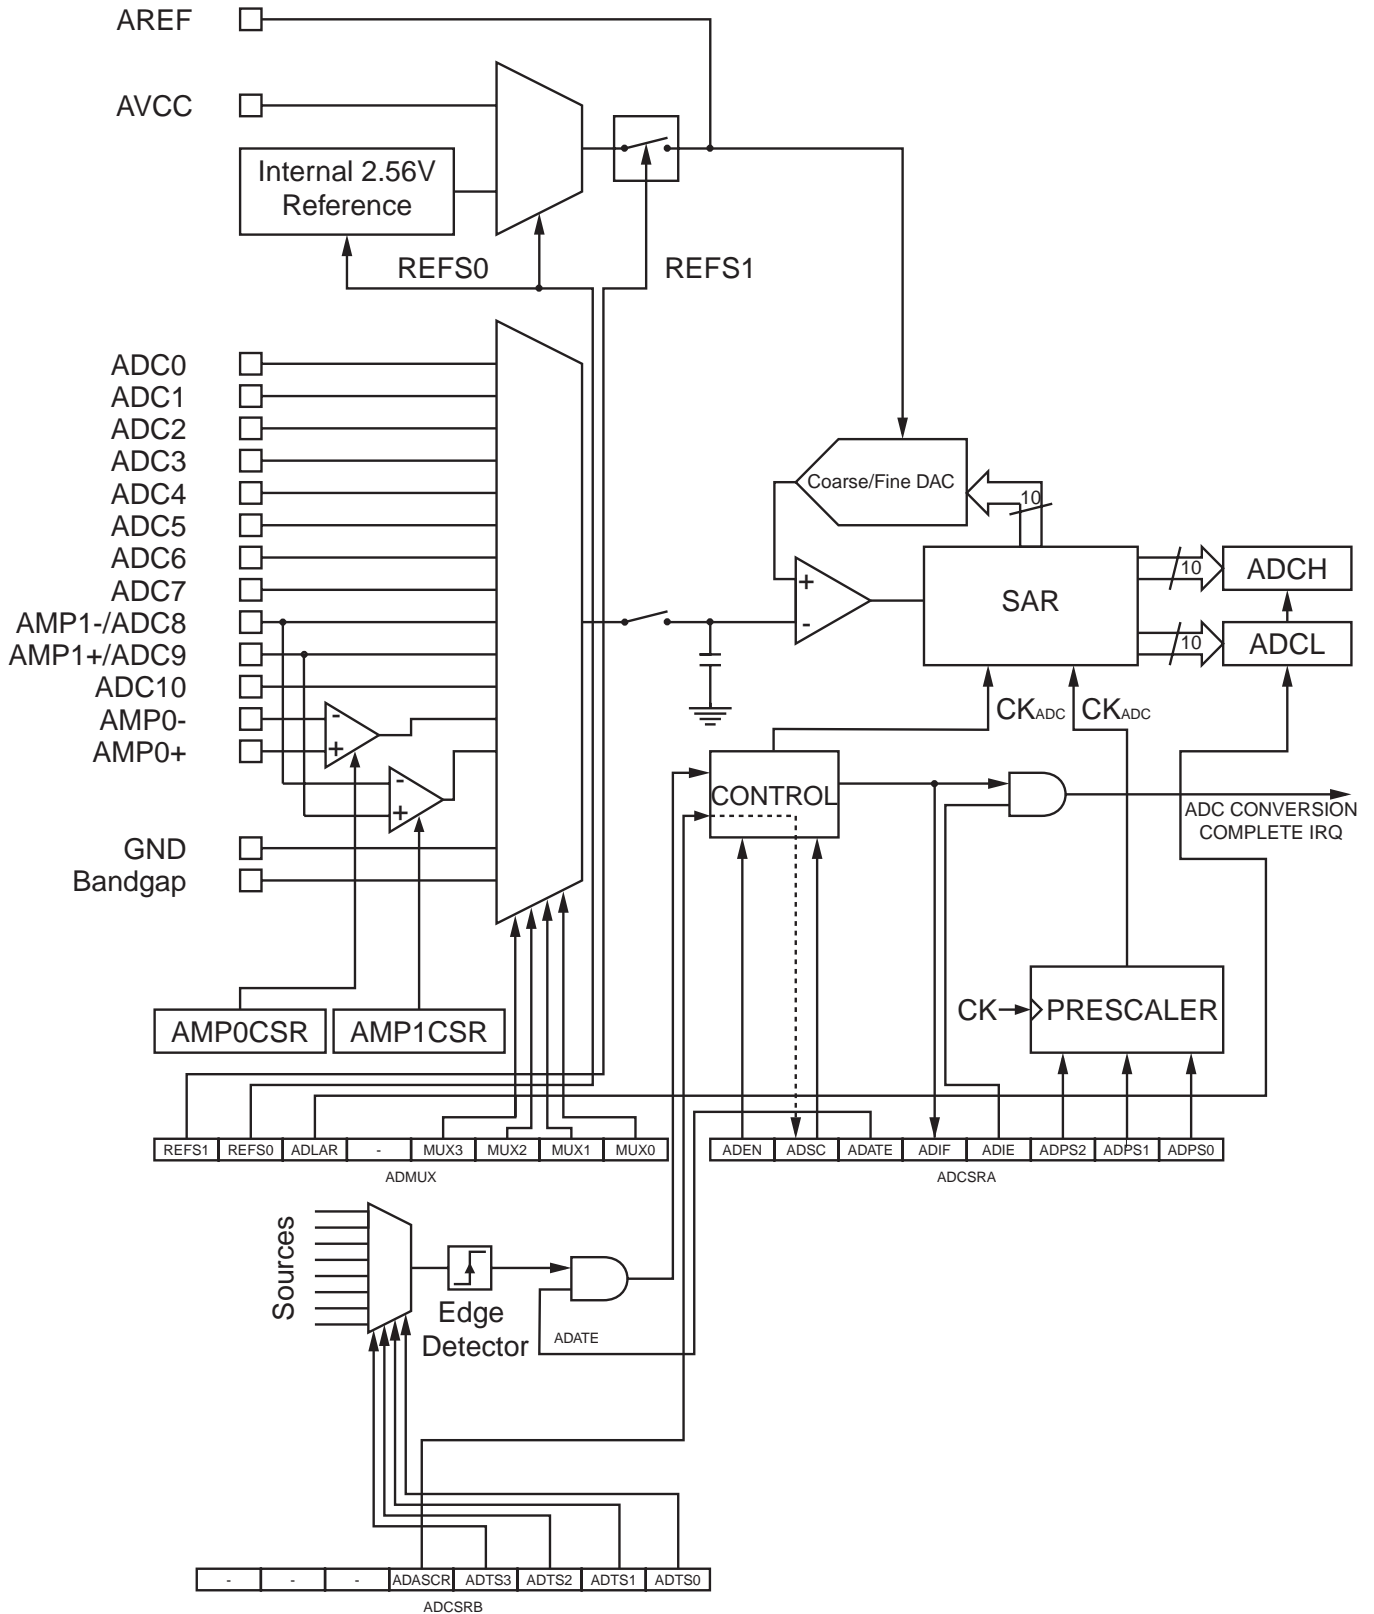 AREF
AVCC
Internal 2.56V
Reference
REFS0
REFS1
ADC0
ADC1
ADC2
ADC3
ADC4
ADC5
ADC6
ADC7
AMP1-/ADC8
AMP1+/ADC9
ADC10
AMP0-
AMP0+
GND
Bandgap
-
+
-
+
Coarse/Fine DAC
10
+
-
SAR
10
ADCH
10
ADCL
CKADC
CKADC
CONTROL
ADC CONVERSION
COMPLETE IRQ
CK
PRESCALER
AMP0CSR
AMP1CSR
REFS1 REFS0 ADLAR - MUX3 MUX2 MUX1 MUX0
ADMUX
ADEN ADSC ADATE ADIF ADIE ADPS2 ADPS1 ADPS0
ADCSRA
Sources
Edge
Detector
ADATE
- - - ADASCR ADTS3 ADTS2 ADTS1 ADTS0
ADCSRB